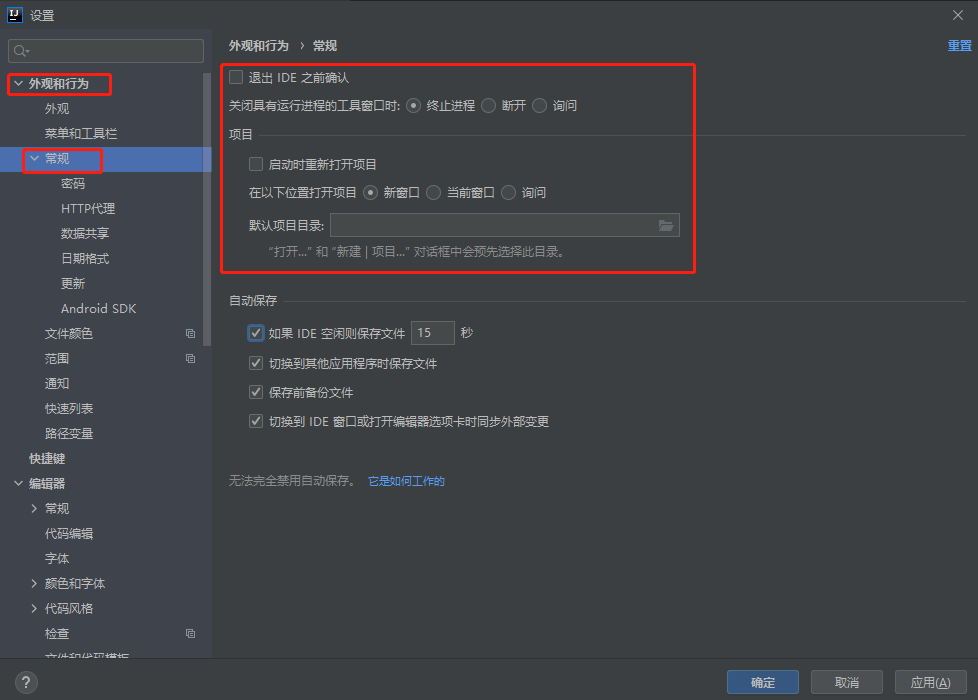 设置
外观和行为 › 常规
重置
外观和行为
外观
菜单和工具栏
常规
密码
HTTP代理
数据共享
日期格式
更新
Android SDK
文件颜色
范围
通知
快速列表
路径变量
快捷键
编辑器
常规
代码编辑
字体
颜色和字体
代码风格
检查
文件和代码模板
退出 IDE 之前确认
关闭具有运行进程的工具窗口时: 终止进程 断开 询问
项目
启动时重新打开项目
在以下位置打开项目 新窗口 当前窗口 询问
默认项目目录:
“打开...” 和 “新建 | 项目...” 对话框中会预先选择此目录。
自动保存
如果 IDE 空闲则保存文件 15 秒
切换到其他应用程序时保存文件
保存前备份文件
切换到 IDE 窗口或打开编辑器选项卡时同步外部变更
无法完全禁用自动保存。 它是如何工作的
?
确定 取消 应用(A)